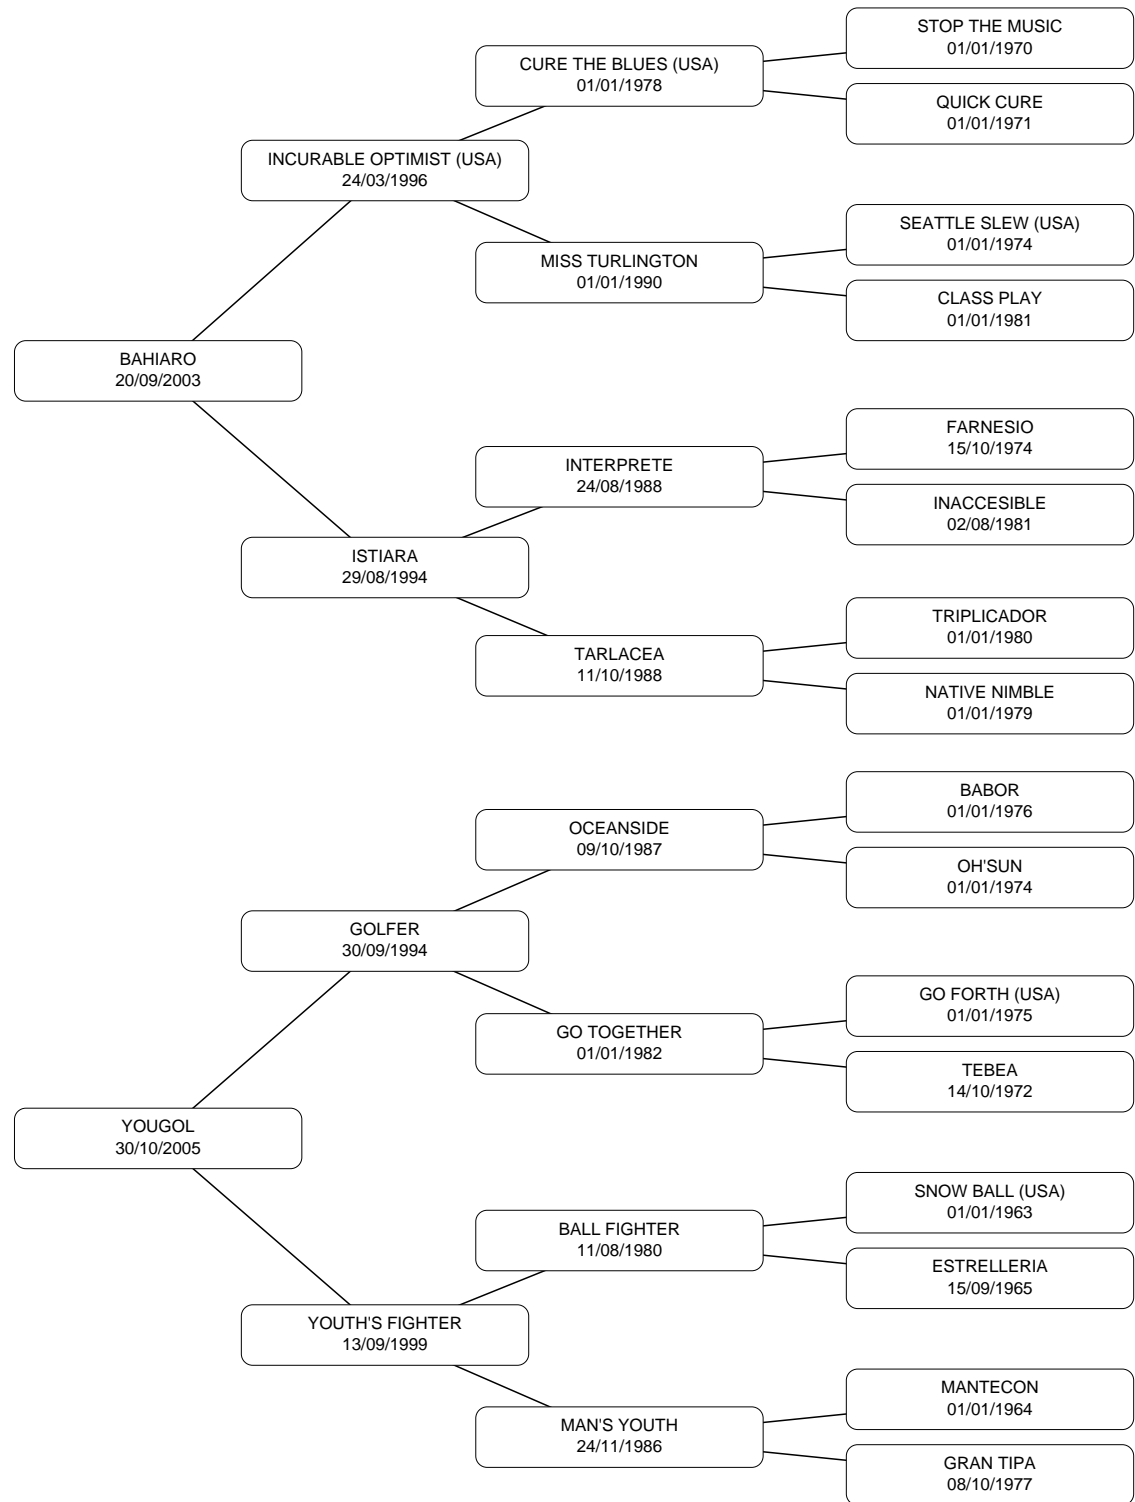 STOP THE MUSIC
01/01/1970
CURE THE BLUES (USA)
01/01/1978
QUICK CURE
01/01/1971
INCURABLE OPTIMIST (USA)
24/03/1996
SEATTLE SLEW (USA)
01/01/1974
MISS TURLINGTON
01/01/1990
CLASS PLAY
01/01/1981
BAHIARO
20/09/2003
FARNESIO
15/10/1974
INTERPRETE
24/08/1988
INACCESIBLE
02/08/1981
ISTIARA
29/08/1994
TRIPLICADOR
01/01/1980
TARLACEA
11/10/1988
NATIVE NIMBLE
01/01/1979
BABOR
01/01/1976
OCEANSIDE
09/10/1987
OH'SUN
01/01/1974
GOLFER
30/09/1994
GO FORTH (USA)
01/01/1975
GO TOGETHER
01/01/1982
TEBEA
14/10/1972
YOUGOL
30/10/2005
SNOW BALL (USA)
01/01/1963
BALL FIGHTER
11/08/1980
ESTRELLERIA
15/09/1965
YOUTH'S FIGHTER
13/09/1999
MANTECON
01/01/1964
MAN'S YOUTH
24/11/1986
GRAN TIPA
08/10/1977